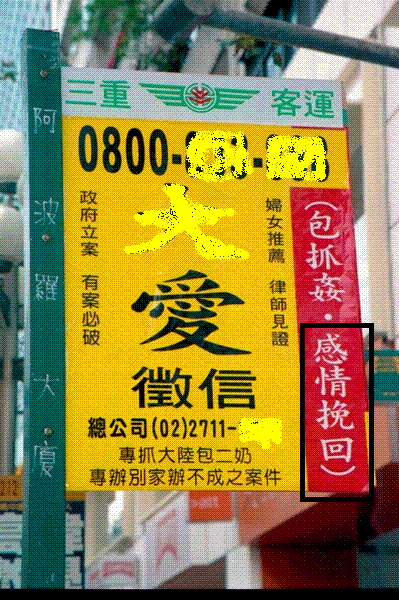 三重 客運
0800-
大
愛
徵信
政府立案 有案必破
婦女推薦 律師見證
(包抓姦·感情挽回)
總公司(02)2711-
專抓大陸包二奶
專辦別家辦不成之案件
阿波羅大廈